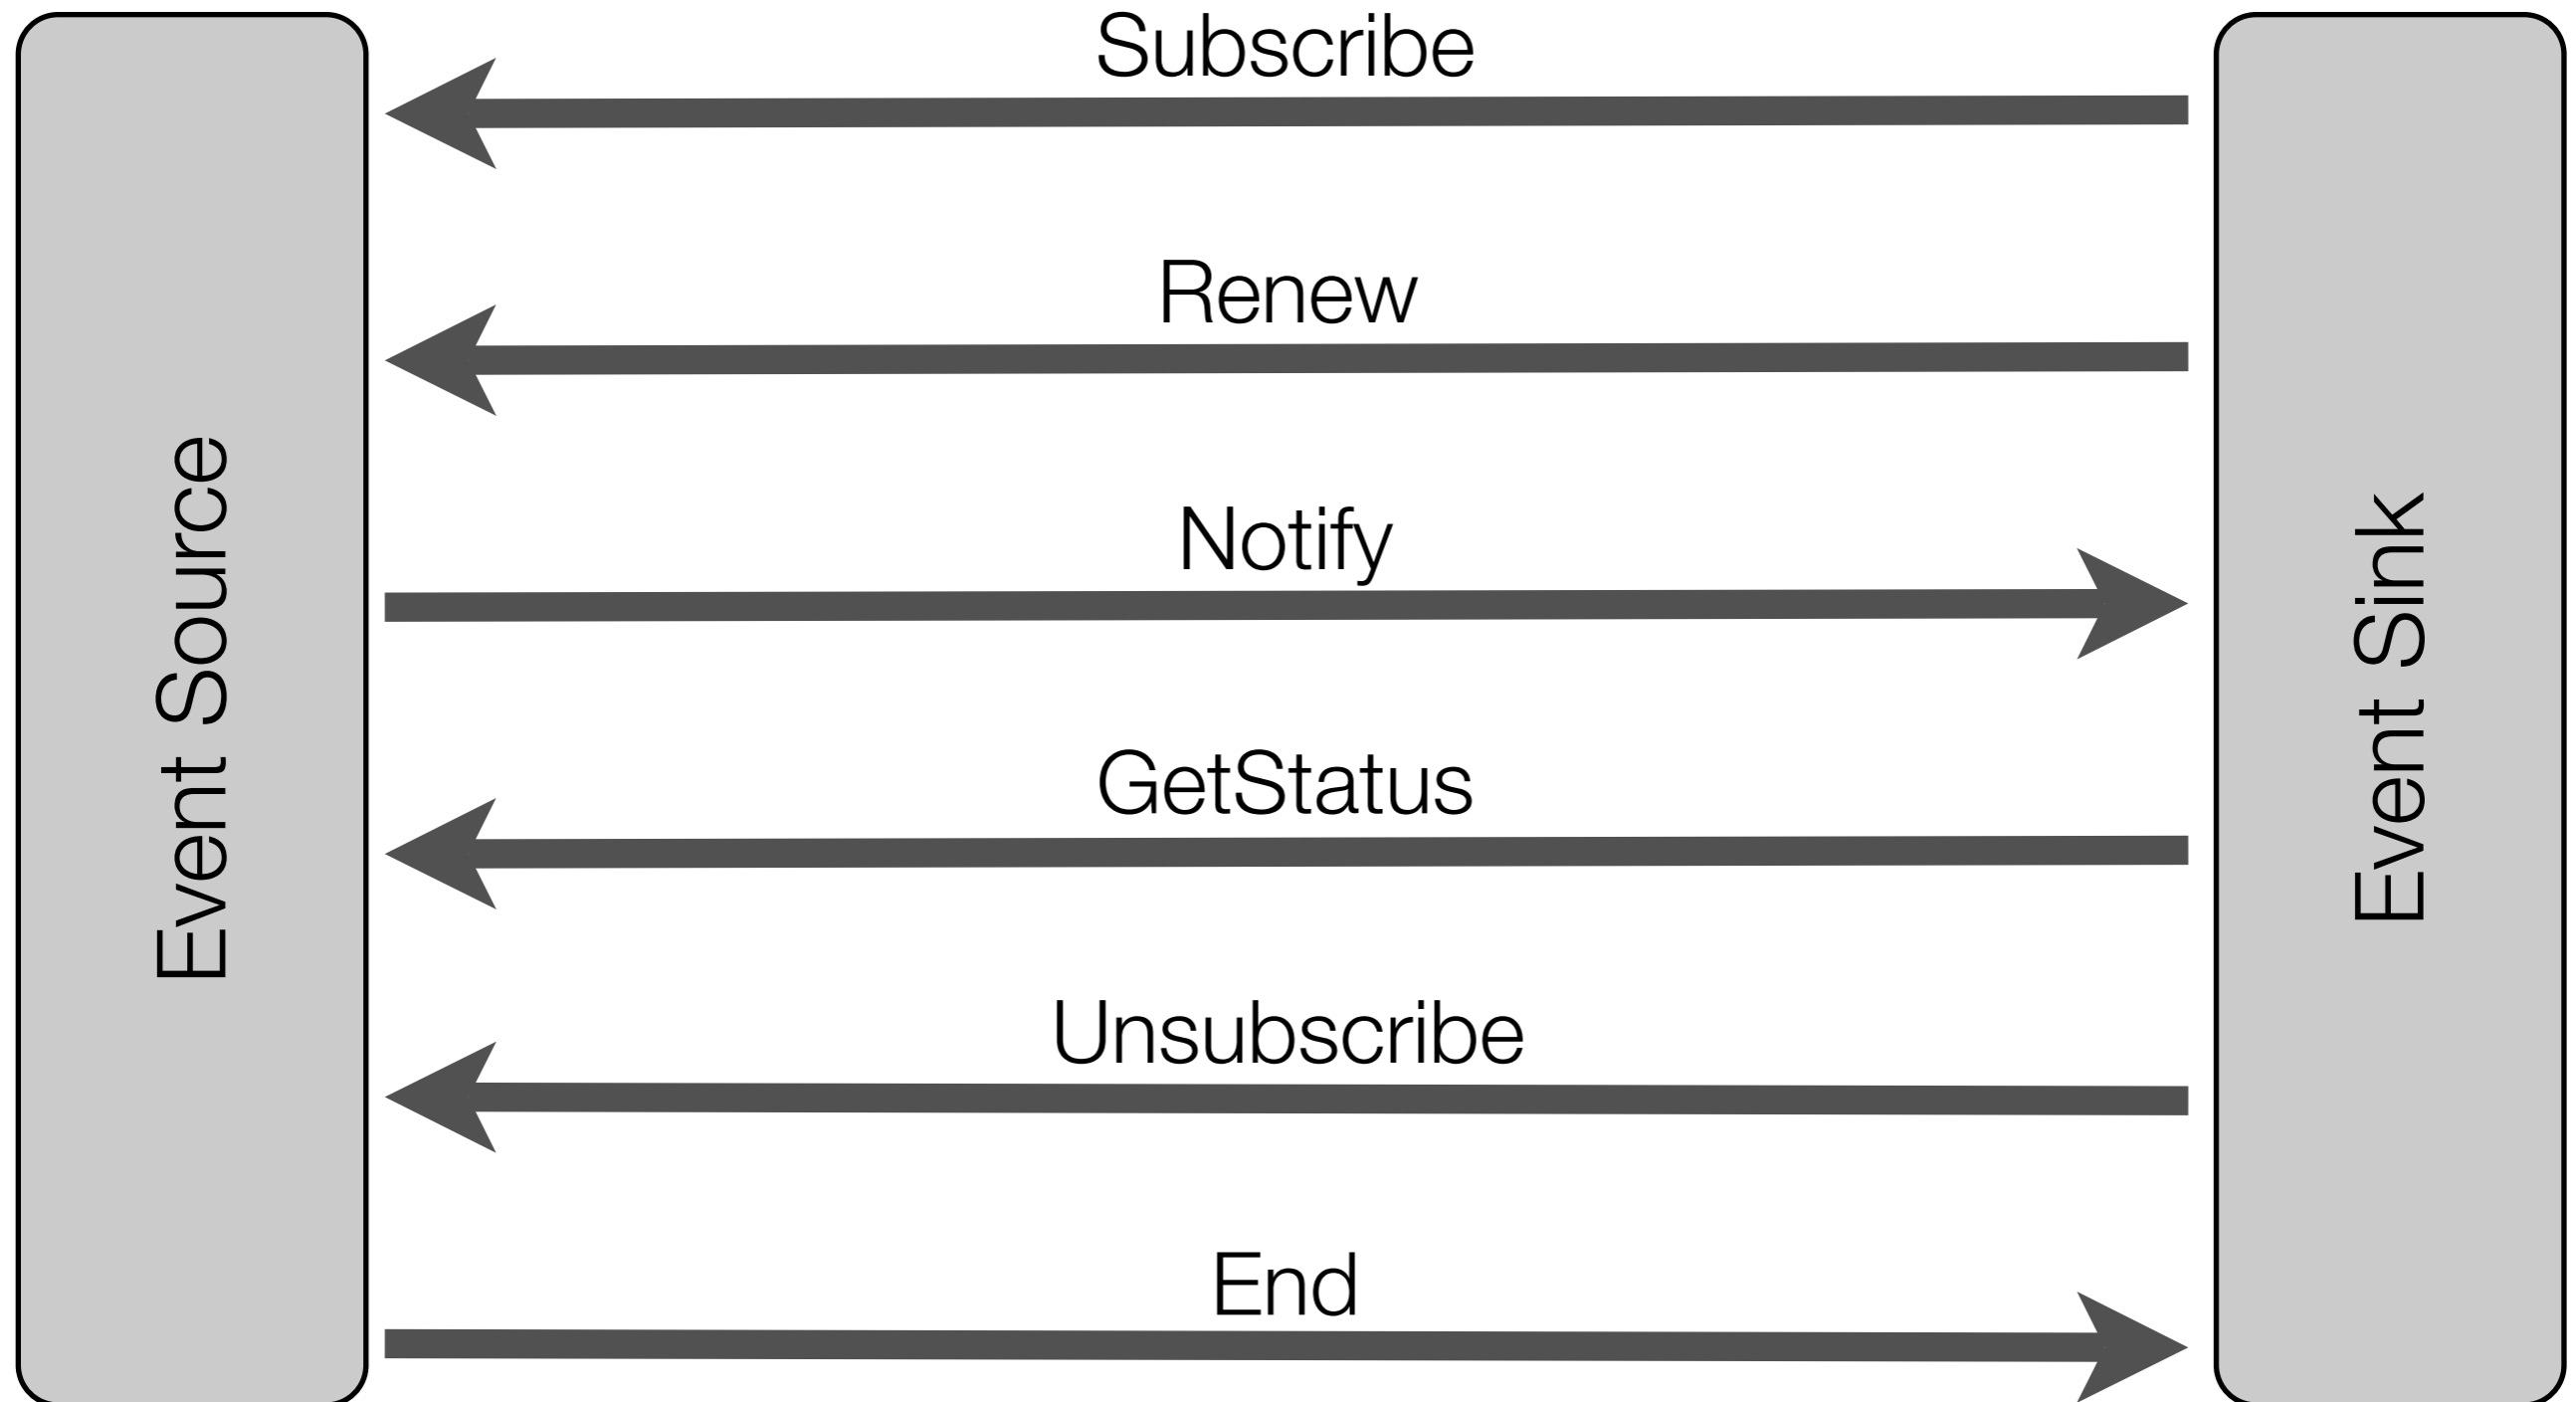 Subscribe
Renew
Notify
GetStatus
Unsubscribe
End
Event Source
Event Sink